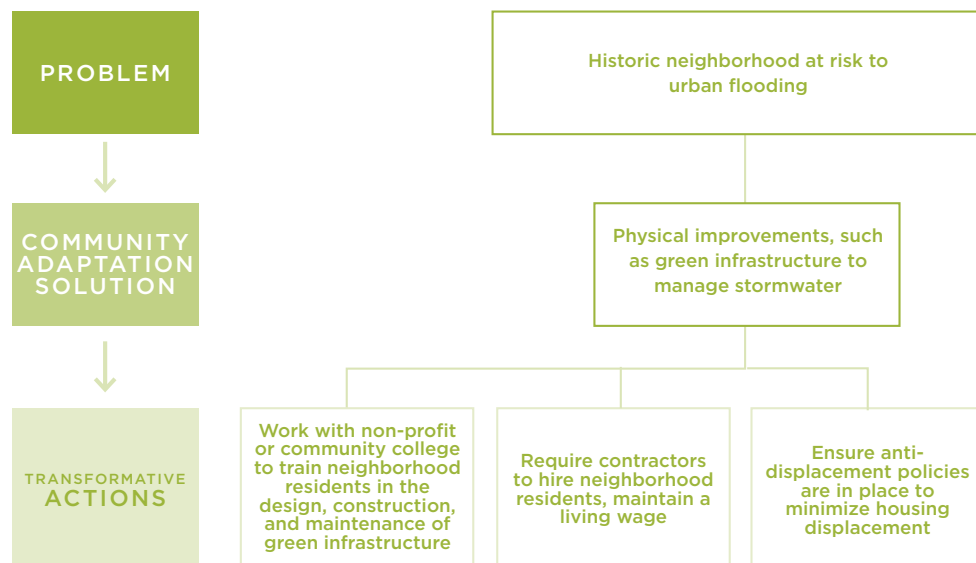 PROBLEM
Historic neighborhood at risk to
urban flooding
COMMUNITY
ADAPTATION
SOLUTION
Physical improvements, such
as green infrastructure to
manage stormwater
TRANSFORMATIVE
ACTIONS
Work with non-profit
or community college
to train neighborhood
residents in the
design, construction,
and maintenance of
green infrastructure
Require contractors
to hire neighborhood
residents, maintain a
living wage
Ensure anti-
displacement policies
are in place to
minimize housing
displacement